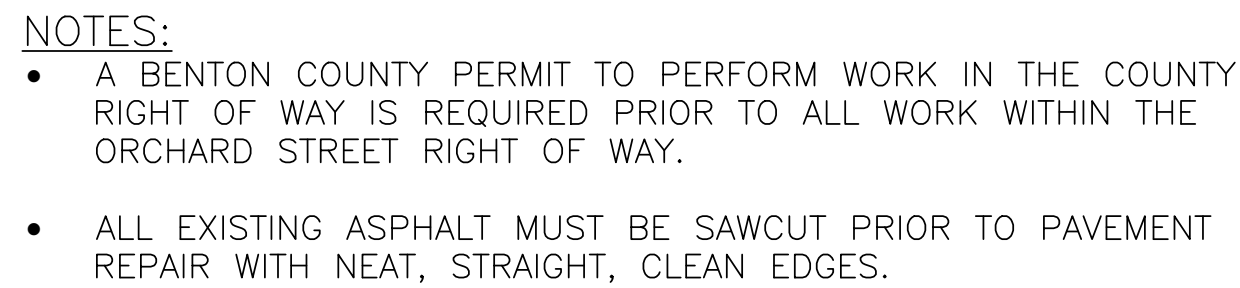 NOTES:
• A BENTON COUNTY PERMIT TO PERFORM WORK IN THE COUNTY
RIGHT OF WAY IS REQUIRED PRIOR TO ALL WORK WITHIN THE
ORCHARD STREET RIGHT OF WAY.
• ALL EXISTING ASPHALT MUST BE SAWCUT PRIOR TO PAVEMENT
REPAIR WITH NEAT, STRAIGHT, CLEAN EDGES.